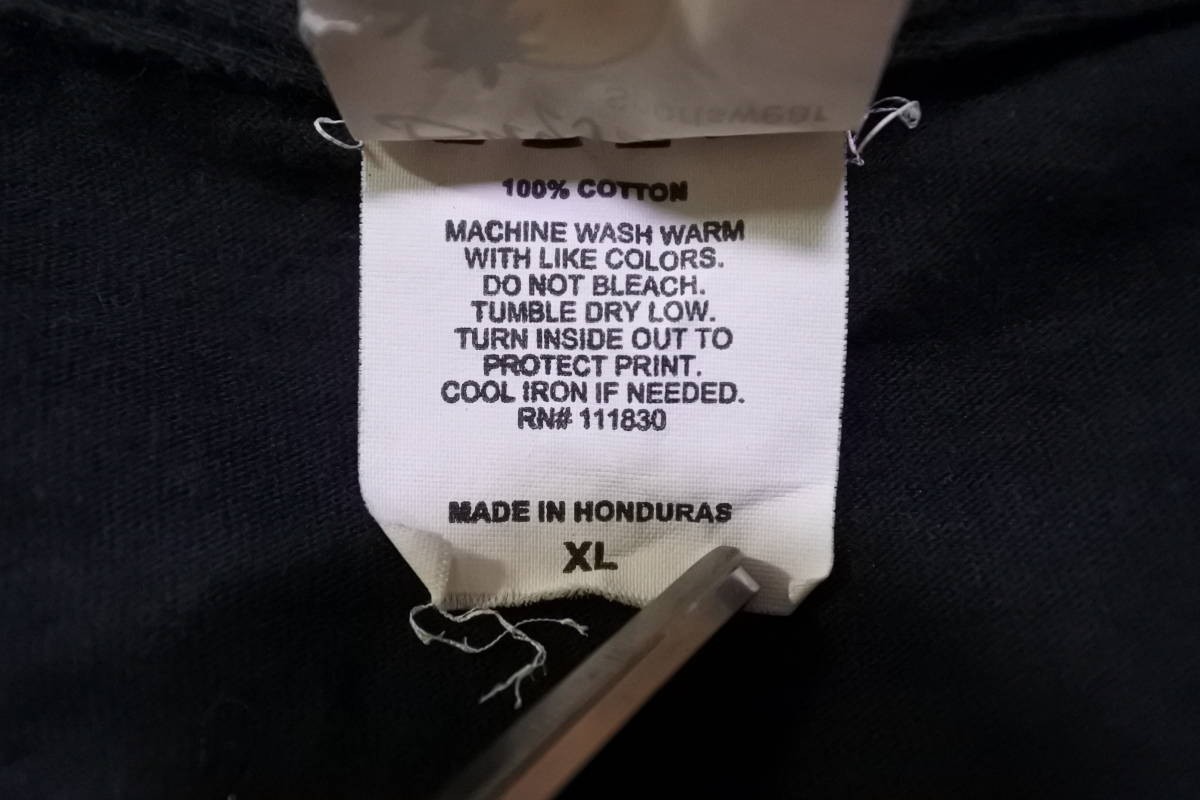 Sportswear
100% COTTON
MACHINE WASH WARM
WITH LIKE COLORS.
DO NOT BLEACH.
TUMBLE DRY LOW.
TURN INSIDE OUT TO
PROTECT PRINT.
COOL IRON IF NEEDED.
RN# 111830
MADE IN HONDURAS
XL